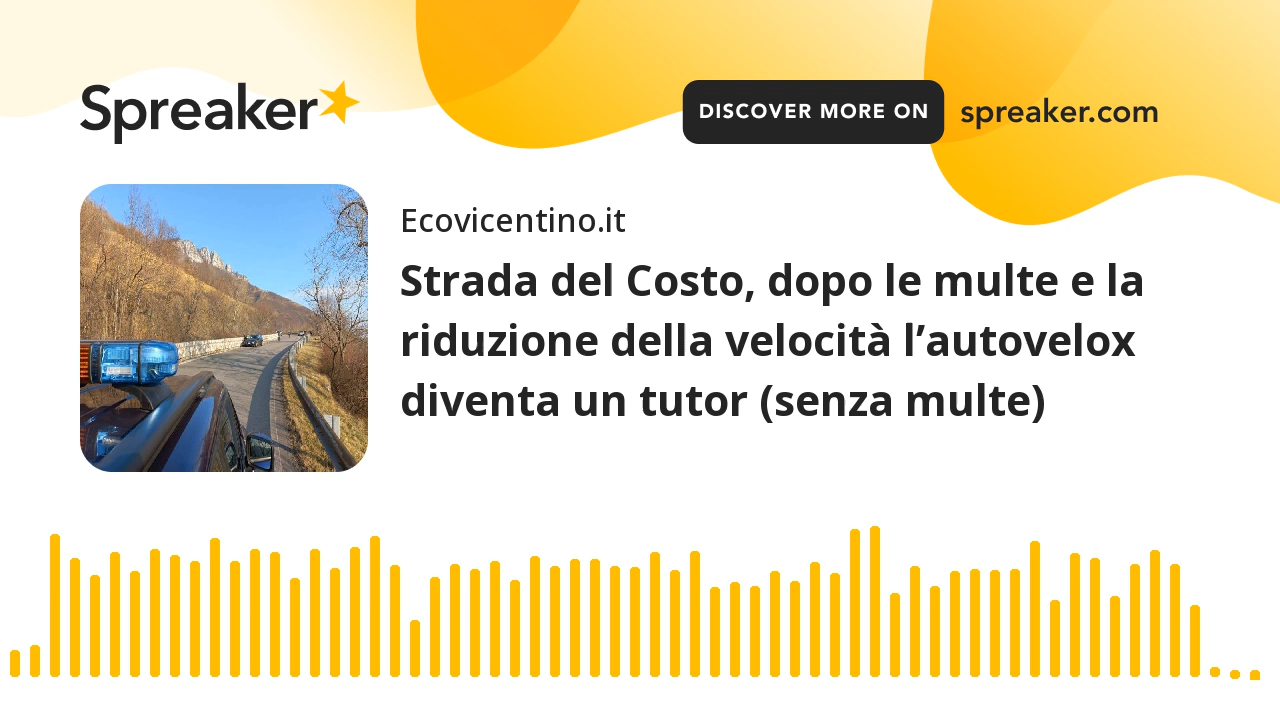 Spreaker
DISCOVER MORE ON spreaker.com
Ecovicentino.it
Strada del Costo, dopo le multe e la
riduzione della velocità l’autovelox
diventa un tutor (senza multe)